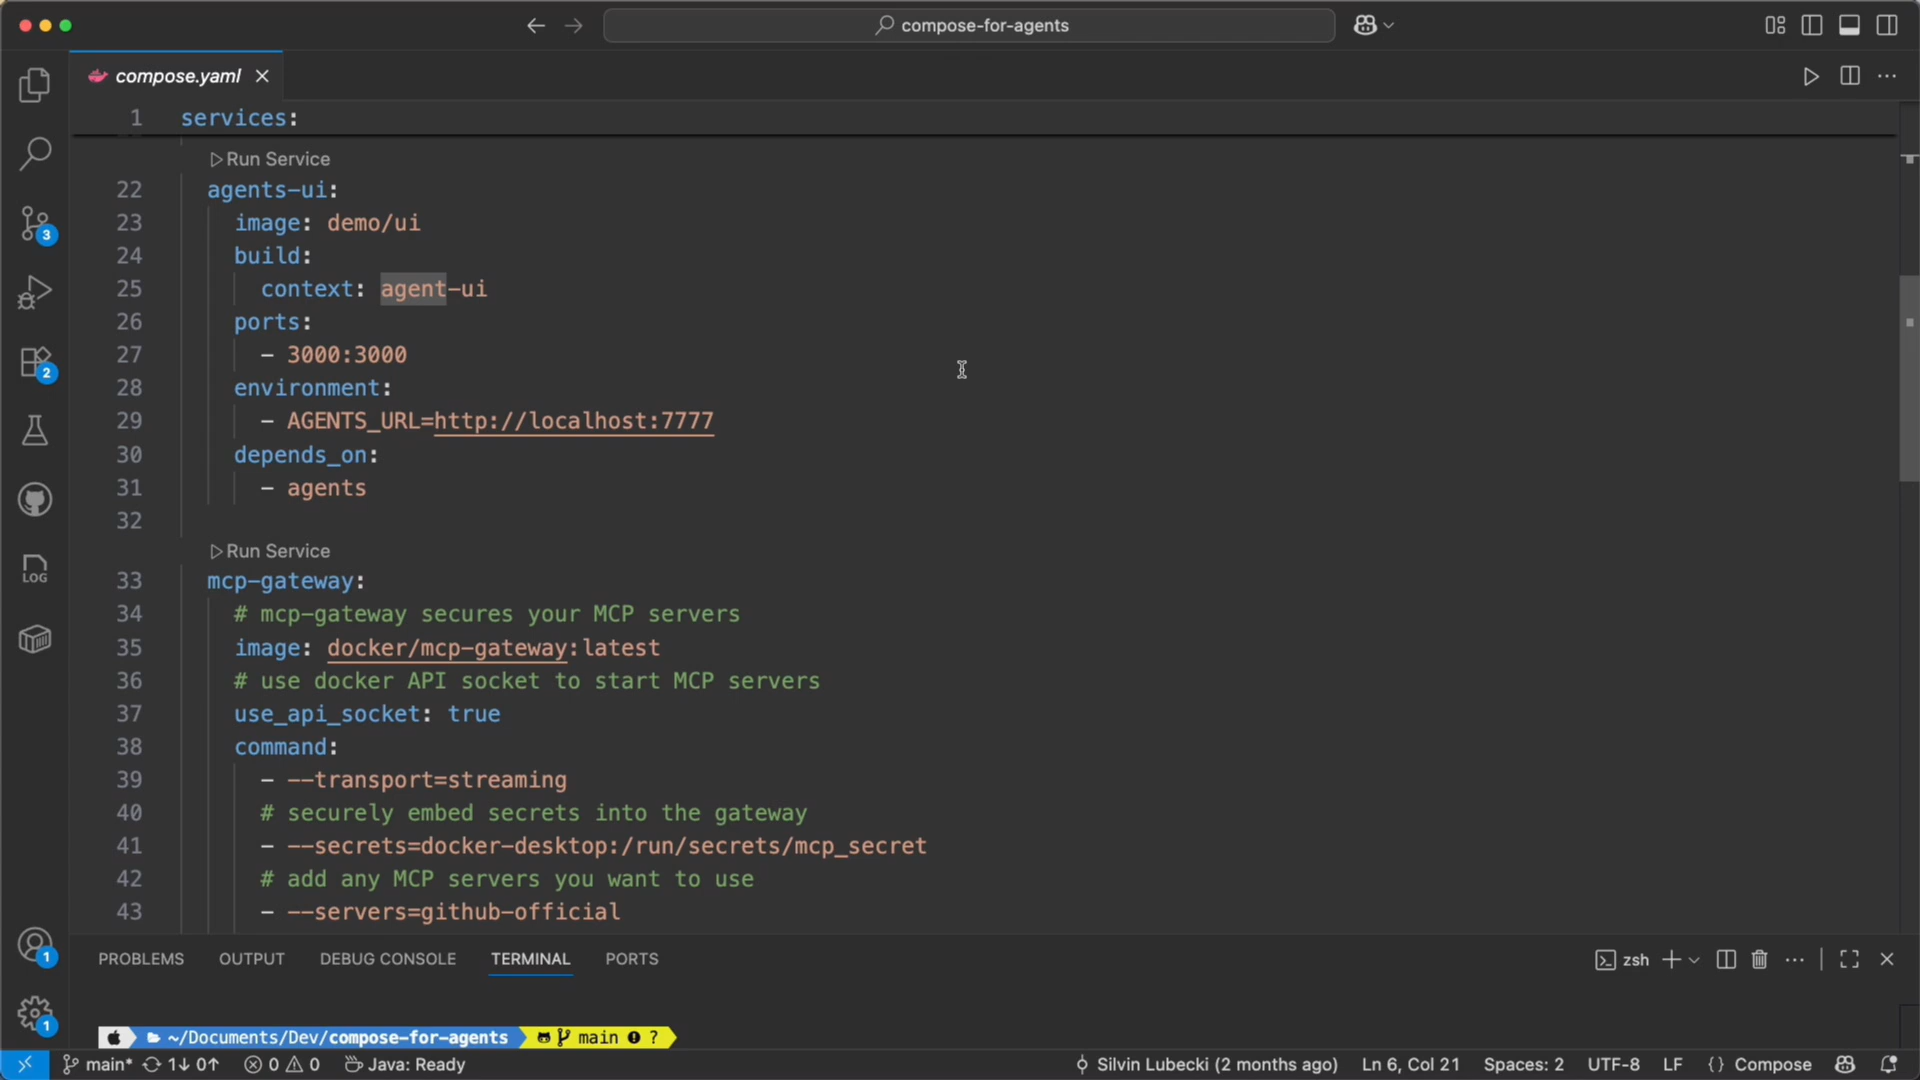 compose-for-agents
compose.yaml
1 services:
Run Service
22 agents-ui:
23 image: demo/ui
24 build:
25 context: agent-ui
26 ports:
27 - 3000:3000
28 environment:
29 - AGENTS_URL=http://localhost:7777
30 depends_on:
31 - agents
32
Run Service
33 mcp-gateway:
34 # mcp-gateway secures your MCP servers
35 image: docker/mcp-gateway:latest
36 # use docker API socket to start MCP servers
37 use_api_socket: true
38 command:
39 - --transport=streaming
40 # securely embed secrets into the gateway
41 - --secrets=docker-desktop:/run/secrets/mcp_secret
42 # add any MCP servers you want to use
43 - --servers=github-official
3
2
LOG
1
1
PROBLEMS OUTPUT DEBUG CONSOLE TERMINAL PORTS zsh
~/Documents/Dev/compose-for-agents main ?
main* 1↓ 0↑ 0 0 Java: Ready Silvin Lubecki (2 months ago) Ln 6, Col 21 Spaces: 2 UTF-8 LF {} Compose